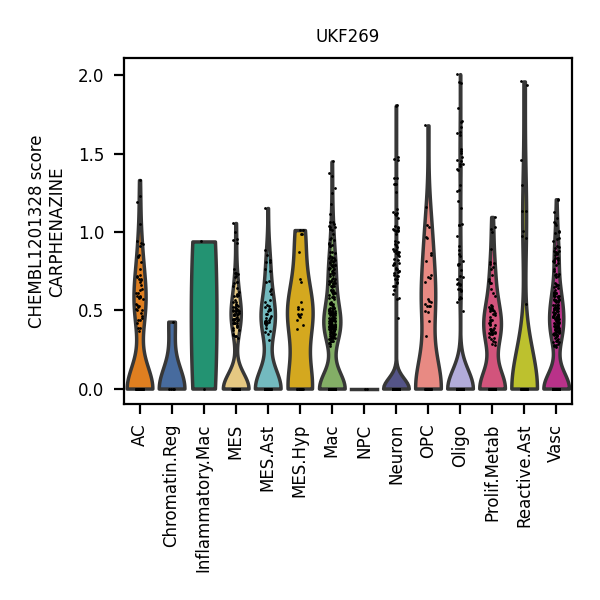 UKF269
CHEMBL1201328 score
CARPHENAZINE
2.0
1.5
1.0
0.5
0.0
AC
Chromatin.Reg
Inflammatory.Mac
MES
MES.Ast
MES.Hyp
Mac
NPC
Neuron
OPC
Oligo
Prolif.Metab
Reactive.Ast
Vasc